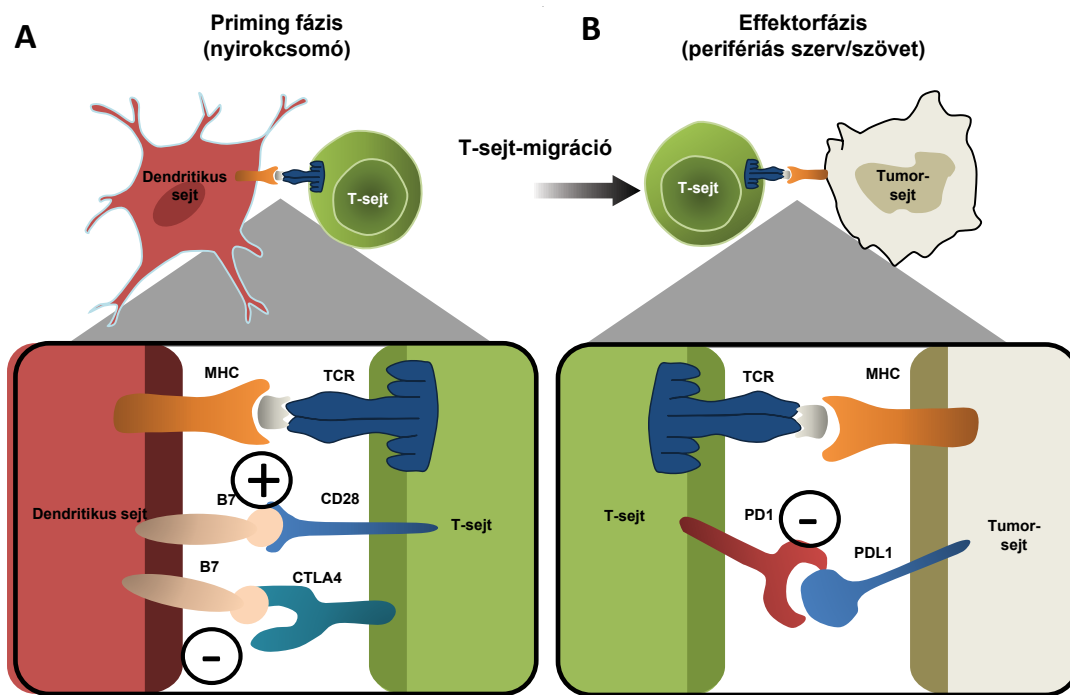 A
Priming fázis
(nyirokcsomó)
Dendritikus
sejt
T-sejt
T-sejt-migráció
B
Effektorfázis
(perifériás szerv/szövet)
T-sejt
Tumor-
sejt
MHC
TCR
+
B7
CD28
Dendritikus sejt
T-sejt
B7
CTLA4
-
TCR
MHC
T-sejt
PD1
-
PDL1
Tumor-
sejt